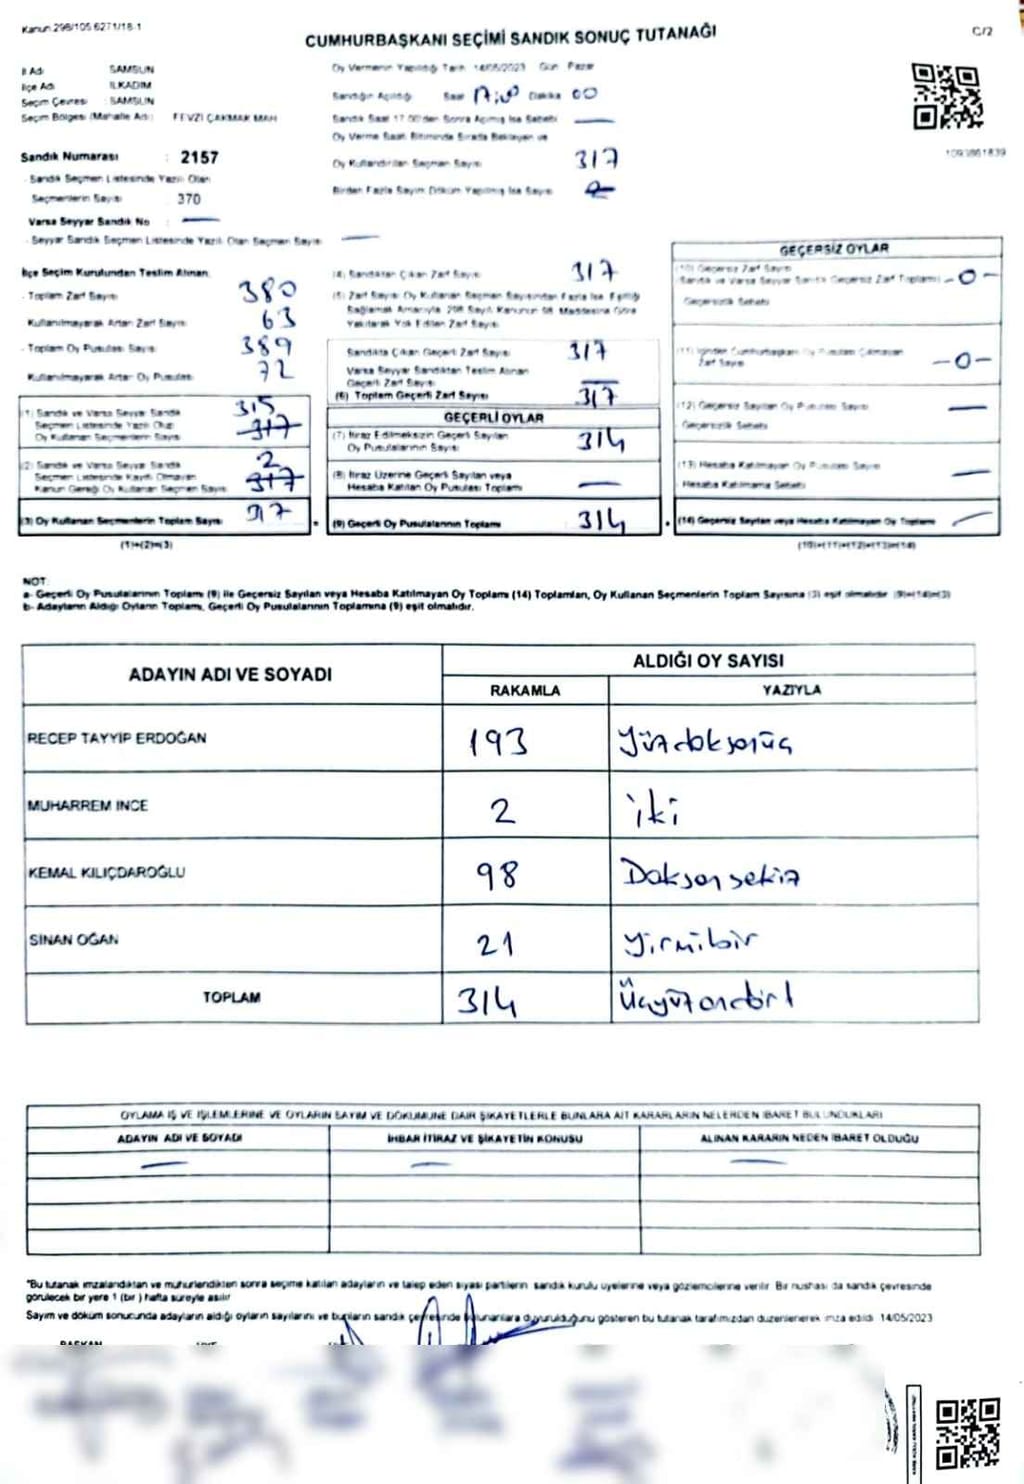 Kanun:298/105.6271/18-1
CUMHURBAŞKANI SEÇİMİ SANDIK SONUÇ TUTANAĞI
C/2
İl Adı SAMSUN
İlçe Adı İLKADIM
Seçim Çevresi : SAMSUN
Seçim Bölgesi (Mahalle Adı) FEVZİ ÇAKMAK MAH
Sandık Numarası : 2157
- Sandık Seçmen Listesinde Yazılı Olan
Seçmenlerin Sayısı 370
Varsa Seyyar Sandık No : —
- Seyyar Sandık Seçmen Listesinde Yazılı Olan Seçmen Sayısı —
Oy Vermenin Yapıldığı Tarih 14/05/2023 Gün Pazar
Sandığın Açıldığı Saat 17:00 Dakika 00
Sandık Saat 17.00'den Sonra Açılmış İse Sebebi —
Oy Verme Saati Bitiminde Sırada Bekleyen ve
Oy Kullandırılan Seçmen Sayısı 317
Birden Fazla Sayım Döküm Yapılmış İse Sayısı
1093861839
İlçe Seçim Kurulundan Teslim Alınan
- Toplam Zarf Sayısı 380
Kullanılmayarak Artan Zarf Sayısı 63
- Toplam Oy Pusulası Sayısı 389
Kullanılmayarak Artan Oy Pusulası 72
(1) Sandık ve Varsa Seyyar Sandık 315
Seçmen Listesinde Yazılı Olup 317
Oy Kullanan Seçmenlerin Sayısı
(2) Sandık ve Varsa Seyyar Sandık 2
Seçmen Listesinde Kayıtlı Olmayan 317
Kanun Gereği Oy Kullanan Seçmen Sayısı
(3) Oy Kullanan Seçmenlerin Toplam Sayısı 317
(1)+(2)=(3)
(4) Sandıktan Çıkan Zarf Sayısı 317
(5) Zarf Sayısı Oy Kullanan Seçmen Sayısından Fazla İse Eşitliği
Sağlamak Amacıyla 298 Sayılı Kanunun 98. Maddesine Göre
Yakılarak Yok Edilen Zarf Sayısı
Sandıkta Çıkan Geçerli Zarf Sayısı 317
Varsa Seyyar Sandıktan Teslim Alınan
Geçerli Zarf Sayısı —
(6) Toplam Geçerli Zarf Sayısı 317
GEÇERLİ OYLAR
(7) İtiraz Edilmeksizin Geçerli Sayılan
Oy Pusulalarının Sayısı 314
(8) İtiraz Üzerine Geçerli Sayılan veya
Hesaba Katılan Oy Pusulası Toplamı —
(9) Geçerli Oy Pusulalarının Toplamı 314
GEÇERSİZ OYLAR
(10) Geçersiz Zarf Sayısı
(Sandık ve Varsa Seyyar Sandık Geçersiz Zarf Toplamı) -0-
Geçersizlik Sebebi
(11) İçinden Cumhurbaşkanı Oy Pusulası Çıkmayan
Zarf Sayısı -0-
(12) Geçersiz Sayılan Oy Pusulası Sayısı —
Geçersizlik Sebebi
(13) Hesaba Katılmayan Oy Pusulası Sayısı —
Hesaba Katılmama Sebebi
(14) Geçersiz Sayılan veya Hesaba Katılmayan Oy Toplamı —
(10)+(11)+(12)+(13)=(14)
NOT:
a- Geçerli Oy Pusulalarının Toplamı (9) ile Geçersiz Sayılan veya Hesaba Katılmayan Oy Toplamı (14) Toplamları, Oy Kullanan Seçmenlerin Toplam Sayısına (3) eşit olmalıdır. (9)+(14)=(3)
b- Adayların Aldığı Oyların Toplamı, Geçerli Oy Pusulalarının Toplamına (9) eşit olmalıdır.
ADAYIN ADI VE SOYADI
ALDIĞI OY SAYISI
RAKAMLA YAZIYLA
RECEP TAYYİP ERDOĞAN 193 Yüzdoksanüç
MUHARREM İNCE 2 iki
KEMAL KILIÇDAROĞLU 98 Doksansekiz
SİNAN OĞAN 21 yirmibir
TOPLAM 314 Üçyüzondört
OYLAMA İŞ VE İŞLEMLERİNE VE OYLARIN SAYIM VE DÖKÜMÜNE DAİR ŞİKAYETLERLE BUNLARA AİT KARARLARIN NELERDEN İBARET BULUNDUKLARI
ADAYIN ADI VE SOYADI İHBAR İTİRAZ VE ŞİKAYETİN KONUSU ALINAN KARARIN NEDEN İBARET OLDUĞU
— — —
"Bu tutanak imzalandıktan ve mühürlendikten sonra seçime katılan adayların ve talep eden siyasi partilerin sandık kurulu üyelerine veya gözlemcilerine verilir. Bir nüshası da sandık çevresinde
görülecek bir yere 1 (bir) hafta süreyle asılır
Sayım ve döküm sonucunda adayların aldığı oyların sayılarını ve bunların sandık çevresinde bulunanlara duyurulduğunu gösteren bu tutanak tarafımızdan düzenlenerek imza edildi. 14/05/2023
BAŞKAN